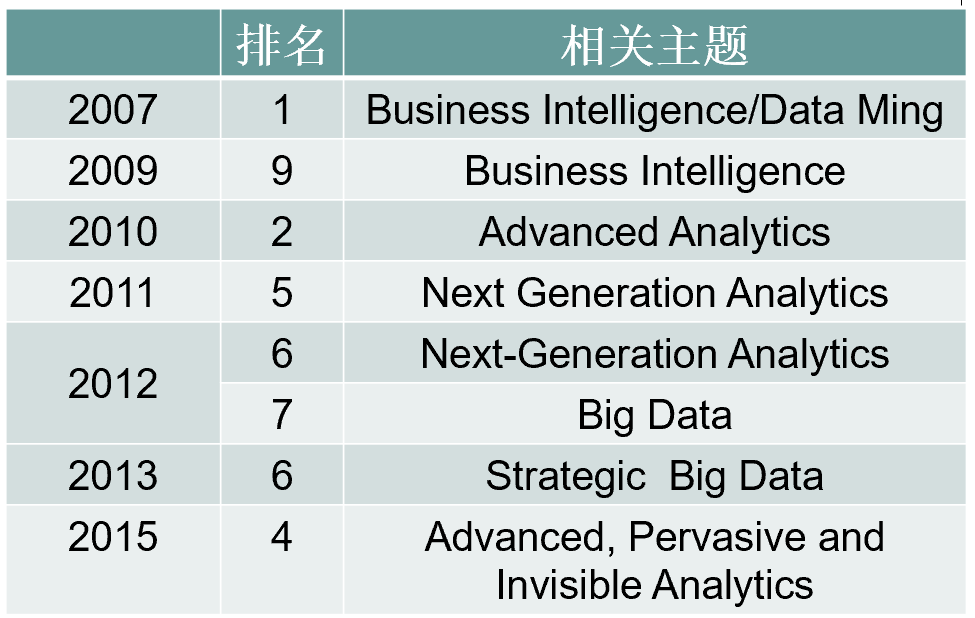 排名 相关主题
2007 1 Business Intelligence/Data Ming
2009 9 Business Intelligence
2010 2 Advanced Analytics
2011 5 Next Generation Analytics
2012 6 Next-Generation Analytics
7 Big Data
2013 6 Strategic Big Data
2015 4 Advanced, Pervasive and
Invisible Analytics